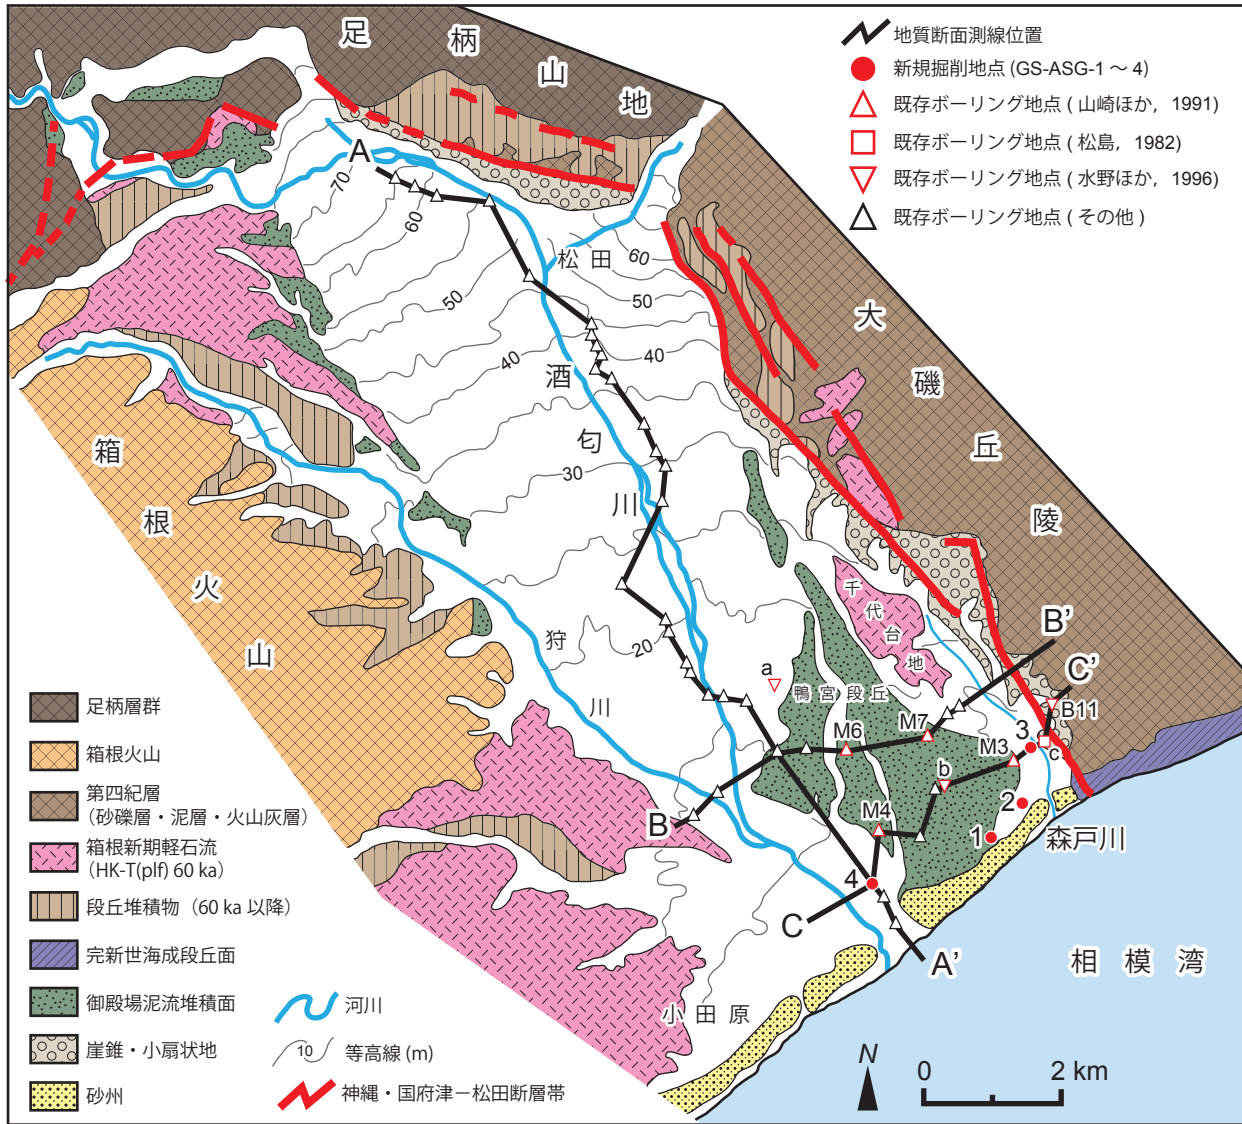 足柄山地
地質断面測線位置
新規掘削地点 (GS-ASG-1 ～ 4)
既存ボーリング地点 ( 山崎ほか，1991)
既存ボーリング地点 ( 松島，1982)
既存ボーリング地点 ( 水野ほか，1996)
既存ボーリング地点 ( その他 )
A
70
60
50
40
30
20
松田
60
50
40
大磯丘陵
酒匂川
箱根火山
狩川
千代台地
鴨宮段丘
a
M6
M7
B'
C'
B11
3
c
M3
b
2
1
M4
4
B
C
A'
森戸川
相模湾
小田原
足柄層群
箱根火山
第四紀層
（砂礫層・泥層・火山灰層）
箱根新期軽石流
（HK-T(plf) 60 ka）
段丘堆積物（60 ka 以降）
完新世海成段丘面
御殿場泥流堆積面
崖錐・小扇状地
砂州
河川
10
等高線 (m)
神縄・国府津－松田断層帯
N
0
2 km